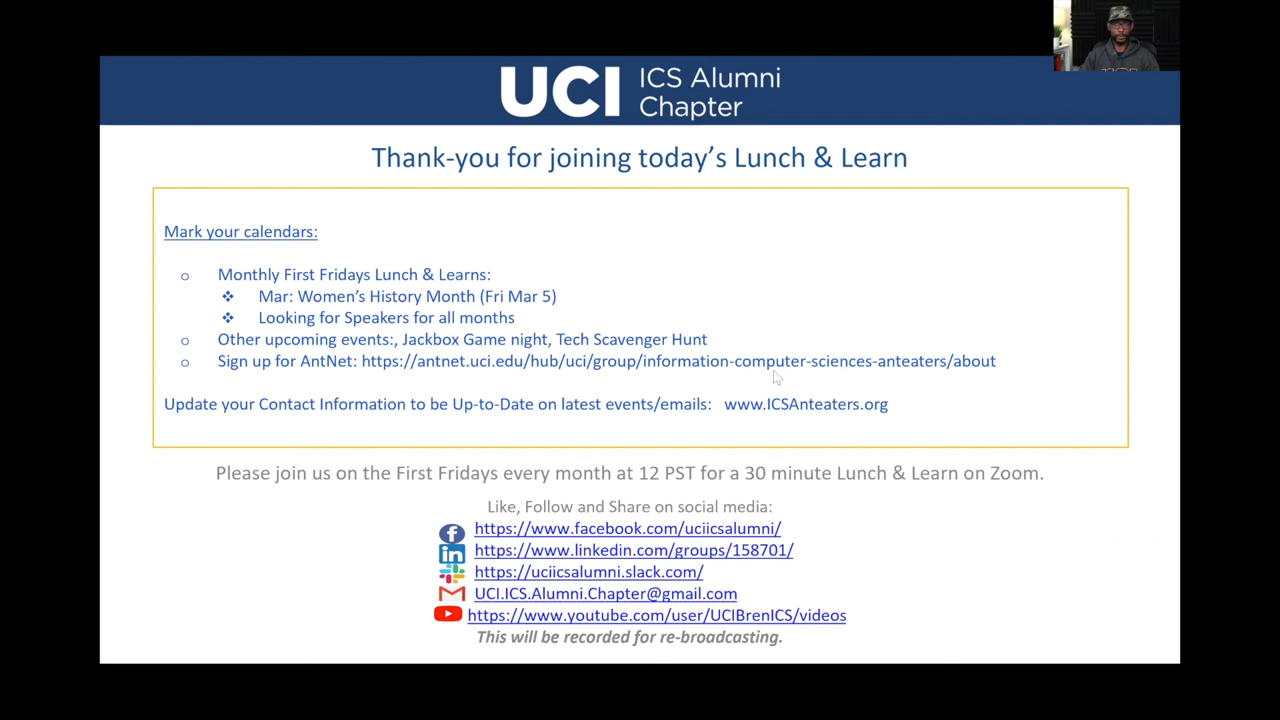 UCI ICS Alumni
Chapter
Thank-you for joining today's Lunch & Learn
Mark your calendars:
o Monthly First Fridays Lunch & Learns:
❖ Mar: Women's History Month (Fri Mar 5)
❖ Looking for Speakers for all months
o Other upcoming events:, Jackbox Game night, Tech Scavenger Hunt
o Sign up for AntNet: https://antnet.uci.edu/hub/uci/group/information-computer-sciences-anteaters/about
Update your Contact Information to be Up-to-Date on latest events/emails: www.ICSAnteaters.org
Please join us on the First Fridays every month at 12 PST for a 30 minute Lunch & Learn on Zoom.
Like, Follow and Share on social media:
https://www.facebook.com/uciicsalumni/
https://www.linkedin.com/groups/158701/
https://uciicsalumni.slack.com/
UCI.ICS.Alumni.Chapter@gmail.com
https://www.youtube.com/user/UCIBrenICS/videos
This will be recorded for re-broadcasting.